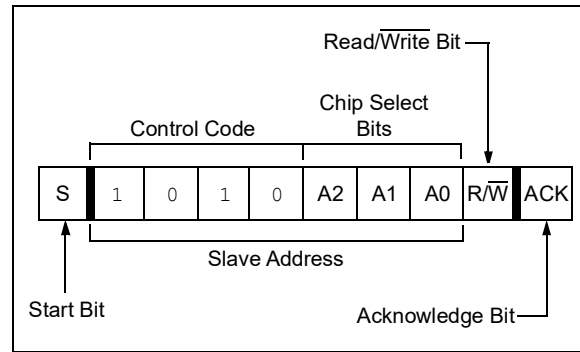 Read/Write Bit
Chip Select
Control Code Bits
S 1 0 1 0 A2 A1 A0 R/W ACK
Slave Address
Start Bit
Acknowledge Bit